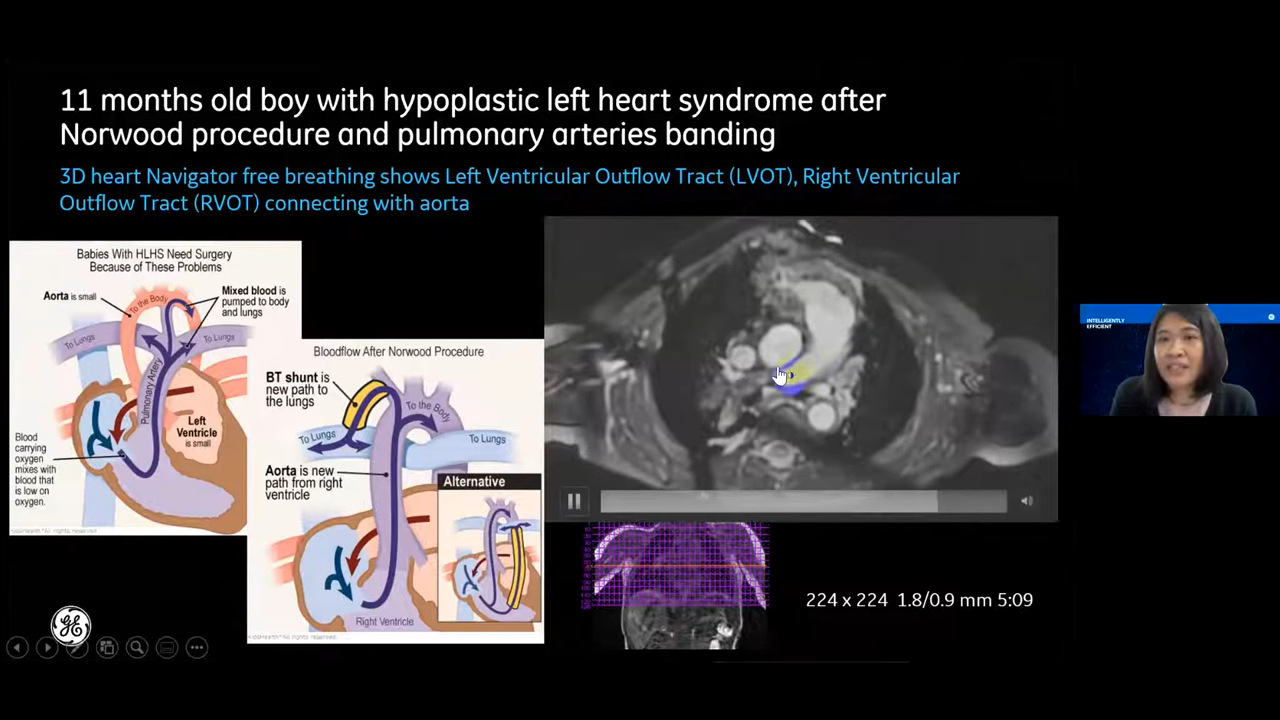 11 months old boy with hypoplastic left heart syndrome after
Norwood procedure and pulmonary arteries banding
3D heart Navigator free breathing shows Left Ventricular Outflow Tract (LVOT), Right Ventricular
Outflow Tract (RVOT) connecting with aorta
Babies With HLHS Need Surgery
Because of These Problems
Aorta is small
To the Body
Mixed blood is
pumped to body
and lungs
To Lungs
To Lungs
Pulmonary Artery
Left
Ventricle
is small
Blood
carrying
oxygen
mixes with
blood that
is low on
oxygen.
Bloodflow After Norwood Procedure
BT shunt is
new path to
the lungs
To the Body
To Lungs
To Lungs
Aorta is new
path from right
ventricle
Alternative
Right Ventricle
224 x 224 1.8/0.9 mm 5:09
INTELLIGENTLY
EFFICIENT